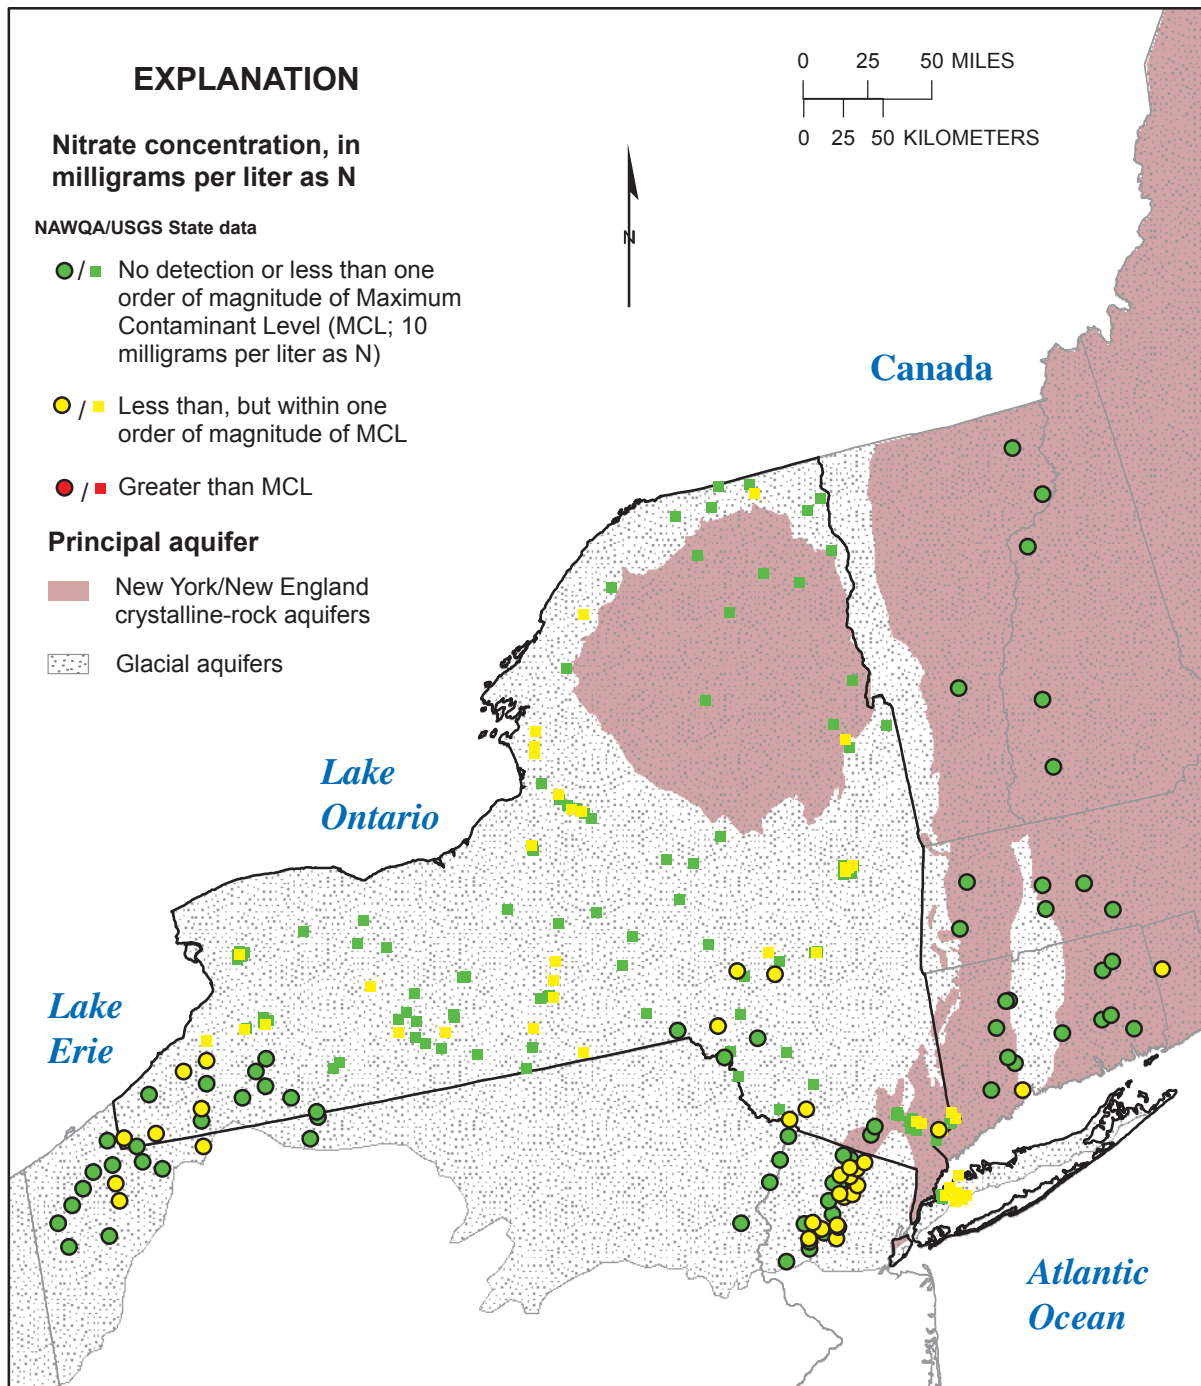 EXPLANATION
Nitrate concentration, in
milligrams per liter as N
NAWQA/USGS State data
/ No detection or less than one
order of magnitude of Maximum
Contaminant Level (MCL; 10
milligrams per liter as N)
/ Less than, but within one
order of magnitude of MCL
/ Greater than MCL
Principal aquifer
New York/New England
crystalline-rock aquifers
Glacial aquifers
0 25 50 MILES
0 25 50 KILOMETERS
N
Canada
Lake
Ontario
Lake
Erie
Atlantic
Ocean